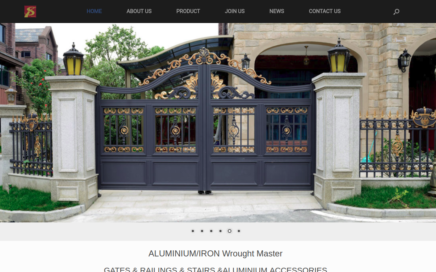 HOME ABOUT US PRODUCT JOIN US NEWS CONTACT US
ALUMINIUM/IRON Wrought Master
GATES & RAILINGS & STAIRS &ALUMINIUM ACCESSORIES